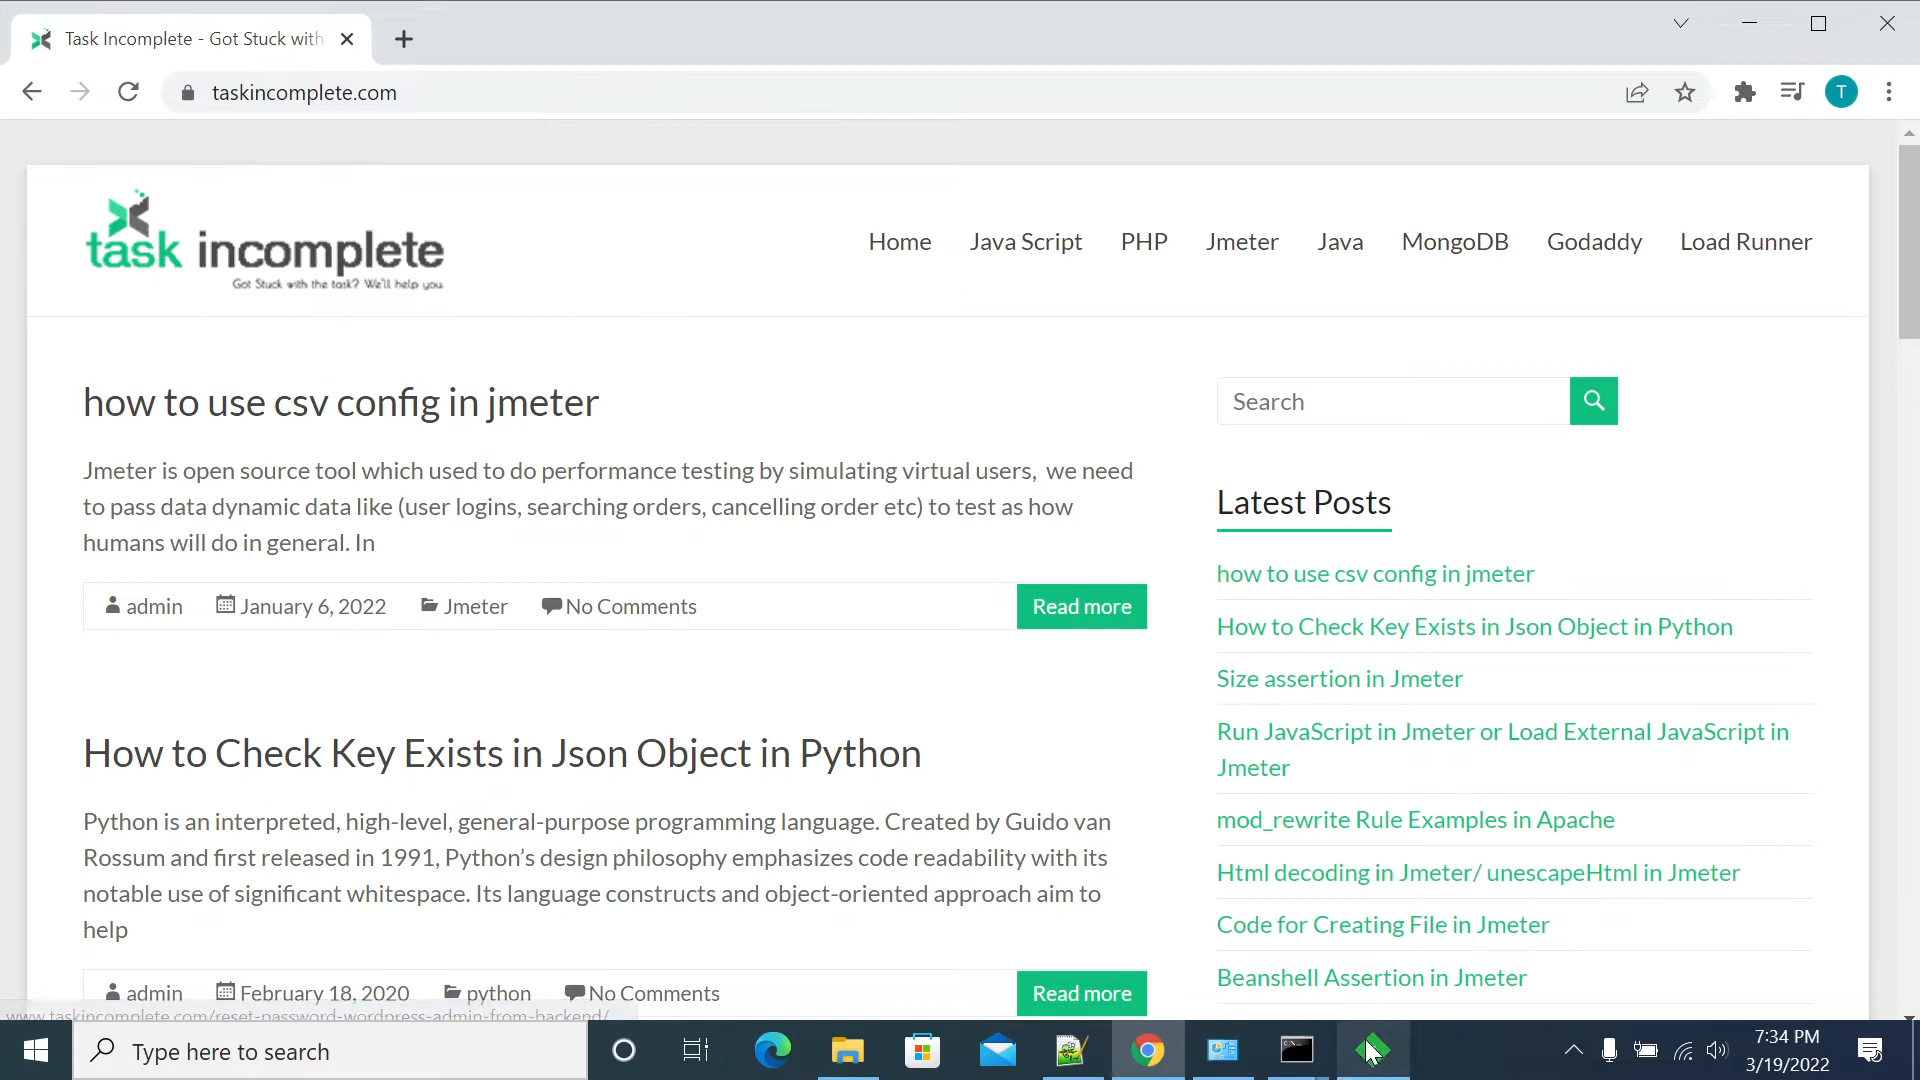 Task Incomplete - Got Stuck with
taskincomplete.com
T
task incomplete
Got Stuck with the task? We'll help you.
Home Java Script PHP Jmeter Java MongoDB Godaddy Load Runner
how to use csv config in jmeter
Jmeter is open source tool which used to do performance testing by simulating virtual users, we need
to pass data dynamic data like (user logins, searching orders, cancelling order etc) to test as how
humans will do in general. In
admin January 6, 2022 Jmeter No Comments Read more
How to Check Key Exists in Json Object in Python
Python is an interpreted, high-level, general-purpose programming language. Created by Guido van
Rossum and first released in 1991, Python’s design philosophy emphasizes code readability with its
notable use of significant whitespace. Its language constructs and object-oriented approach aim to
help
admin February 18, 2020 python No Comments Read more
Search
Latest Posts
how to use csv config in jmeter
How to Check Key Exists in Json Object in Python
Size assertion in Jmeter
Run JavaScript in Jmeter or Load External JavaScript in
Jmeter
mod_rewrite Rule Examples in Apache
Html decoding in Jmeter/ unescapeHtml in Jmeter
Code for Creating File in Jmeter
Beanshell Assertion in Jmeter
www.taskincomplete.com/reset-password-wordpress-admin-from-backend/
Type here to search
7:34 PM
3/19/2022